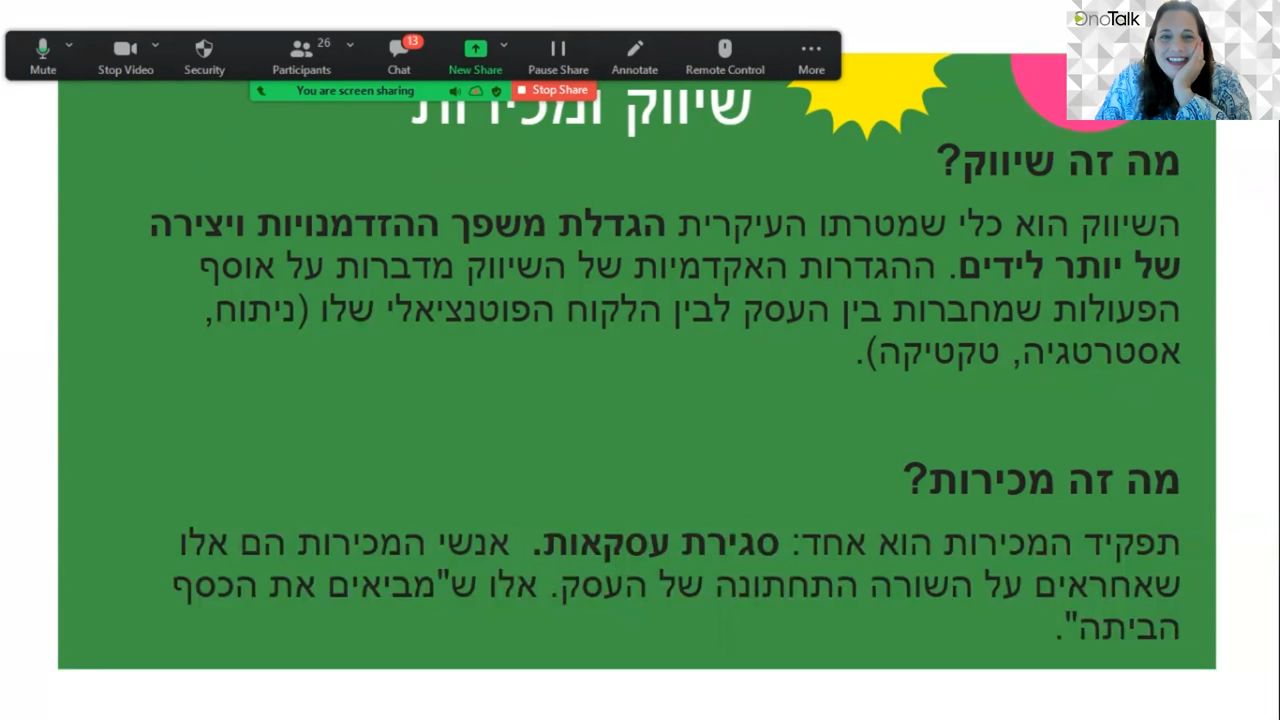 OnoTalk
26
13
Mute
Stop Video
Security
Participants
Chat
New Share
Pause Share
Annotate
Remote Control
More
You are screen sharing
Stop Share
שיווק ומכירות
מה זה שיווק?
השיווק הוא כלי שמטרתו העיקרית הגדלת משפך ההזדמנויות ויצירה
של יותר לידים. ההגדרות האקדמיות של השיווק מדברות על אוסף
הפעולות שמחברות בין העסק לבין הלקוח הפוטנציאלי שלו (ניתוח,
אסטרטגיה, טקטיקה).
מה זה מכירות?
תפקיד המכירות הוא אחד: סגירת עסקאות. אנשי המכירות הם אלו
שאחראים על השורה התחתונה של העסק. אלו ש"מביאים את הכסף
הביתה".